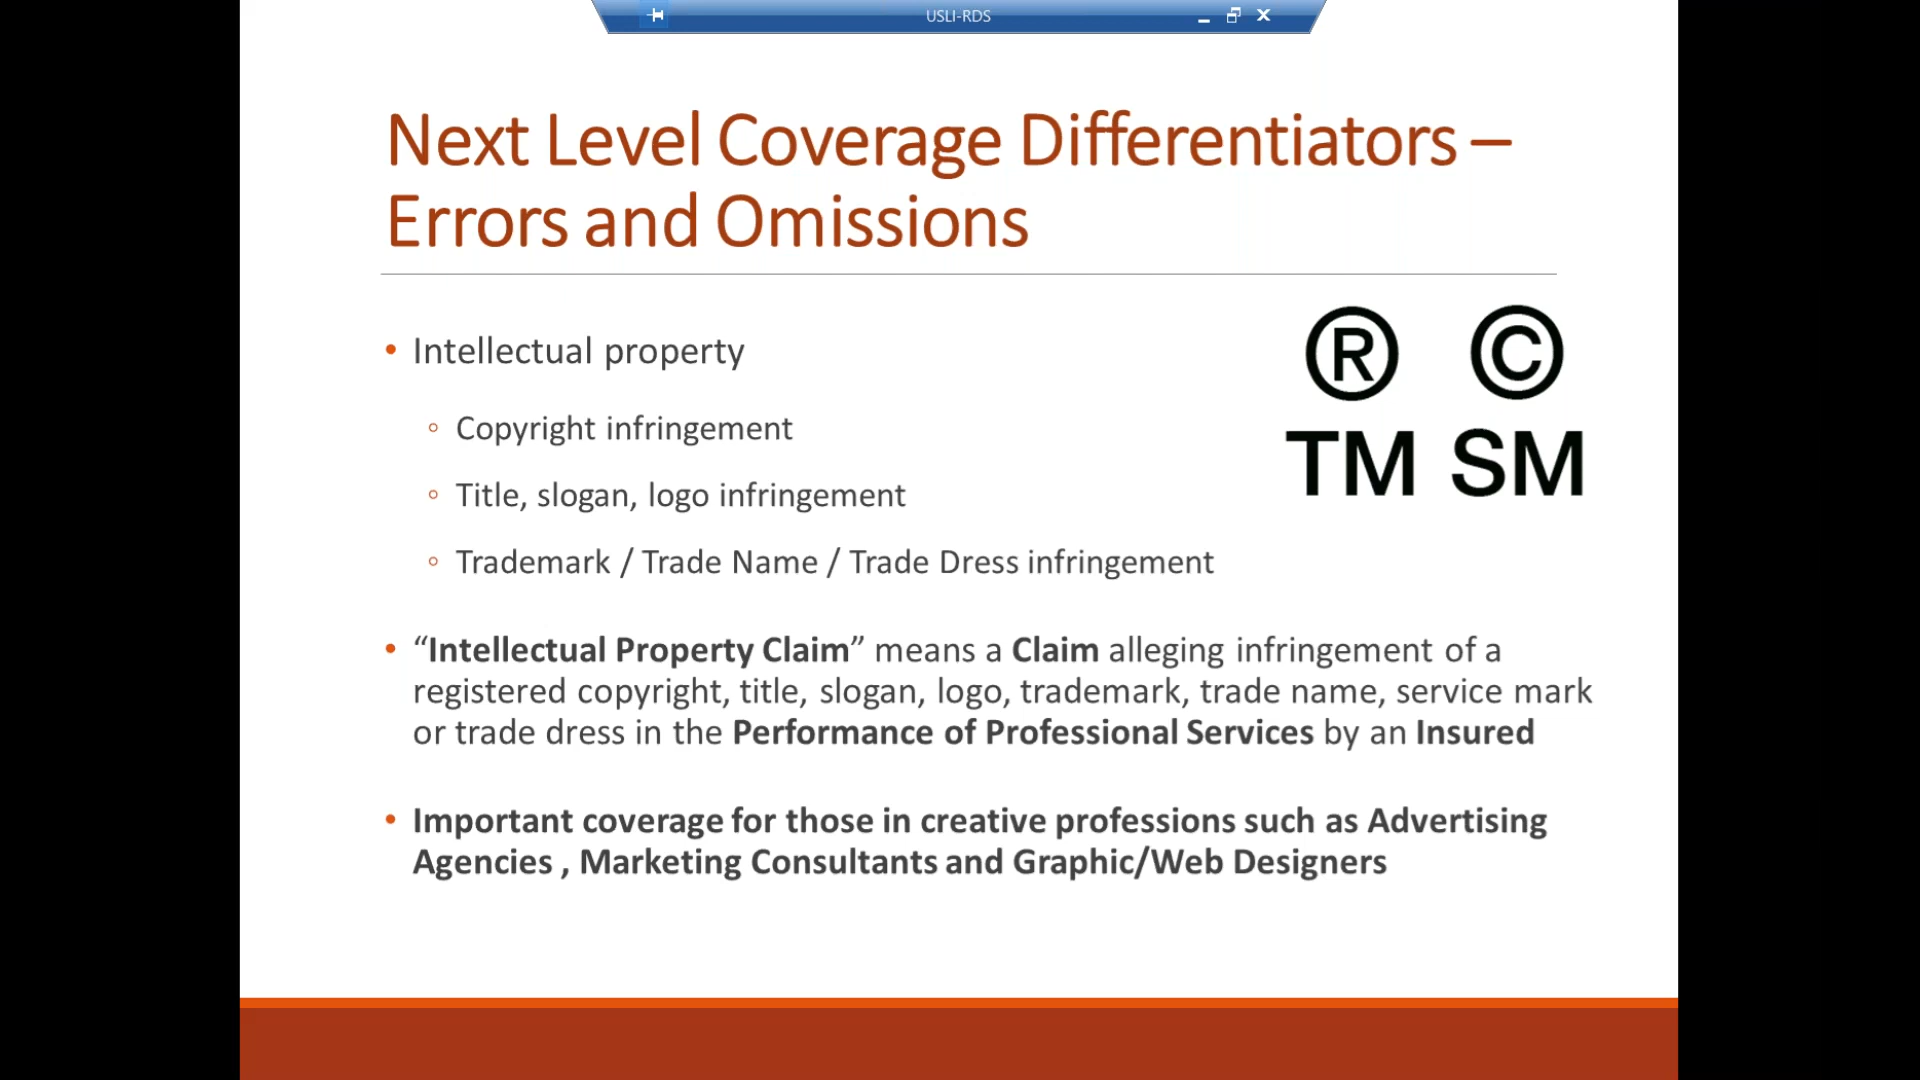 USLI-RDS
Next Level Coverage Differentiators –
Errors and Omissions
• Intellectual property
◦ Copyright infringement
◦ Title, slogan, logo infringement
◦ Trademark / Trade Name / Trade Dress infringement
® ©
TM SM
• “Intellectual Property Claim” means a Claim alleging infringement of a
registered copyright, title, slogan, logo, trademark, trade name, service mark
or trade dress in the Performance of Professional Services by an Insured
• Important coverage for those in creative professions such as Advertising
Agencies , Marketing Consultants and Graphic/Web Designers